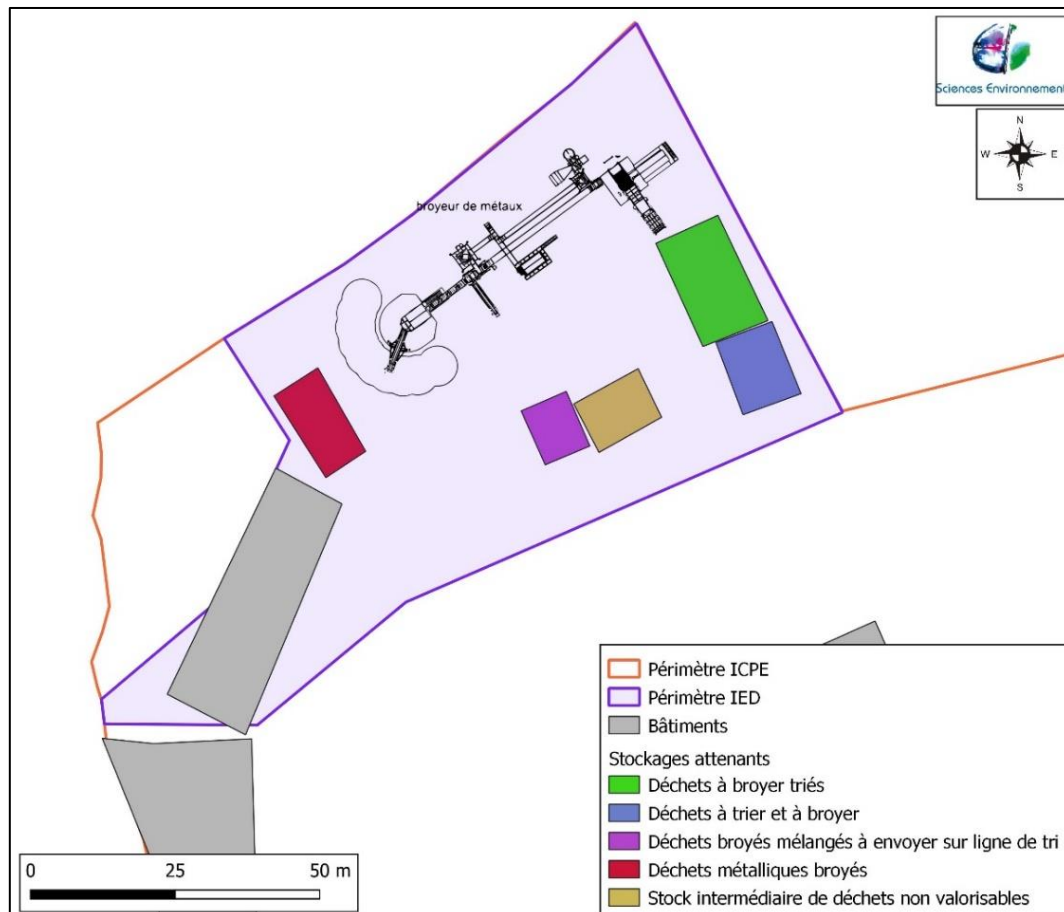 Sciences Environnement
N
W E
S
broyeur de métaux
Périmètre ICPE
Périmètre IED
Bâtiments
Stockages attenants
Déchets à broyer triés
Déchets à trier et à broyer
Déchets broyés mélangés à envoyer sur ligne de tri
Déchets métalliques broyés
Stock intermédiaire de déchets non valorisables
0 25 50 m